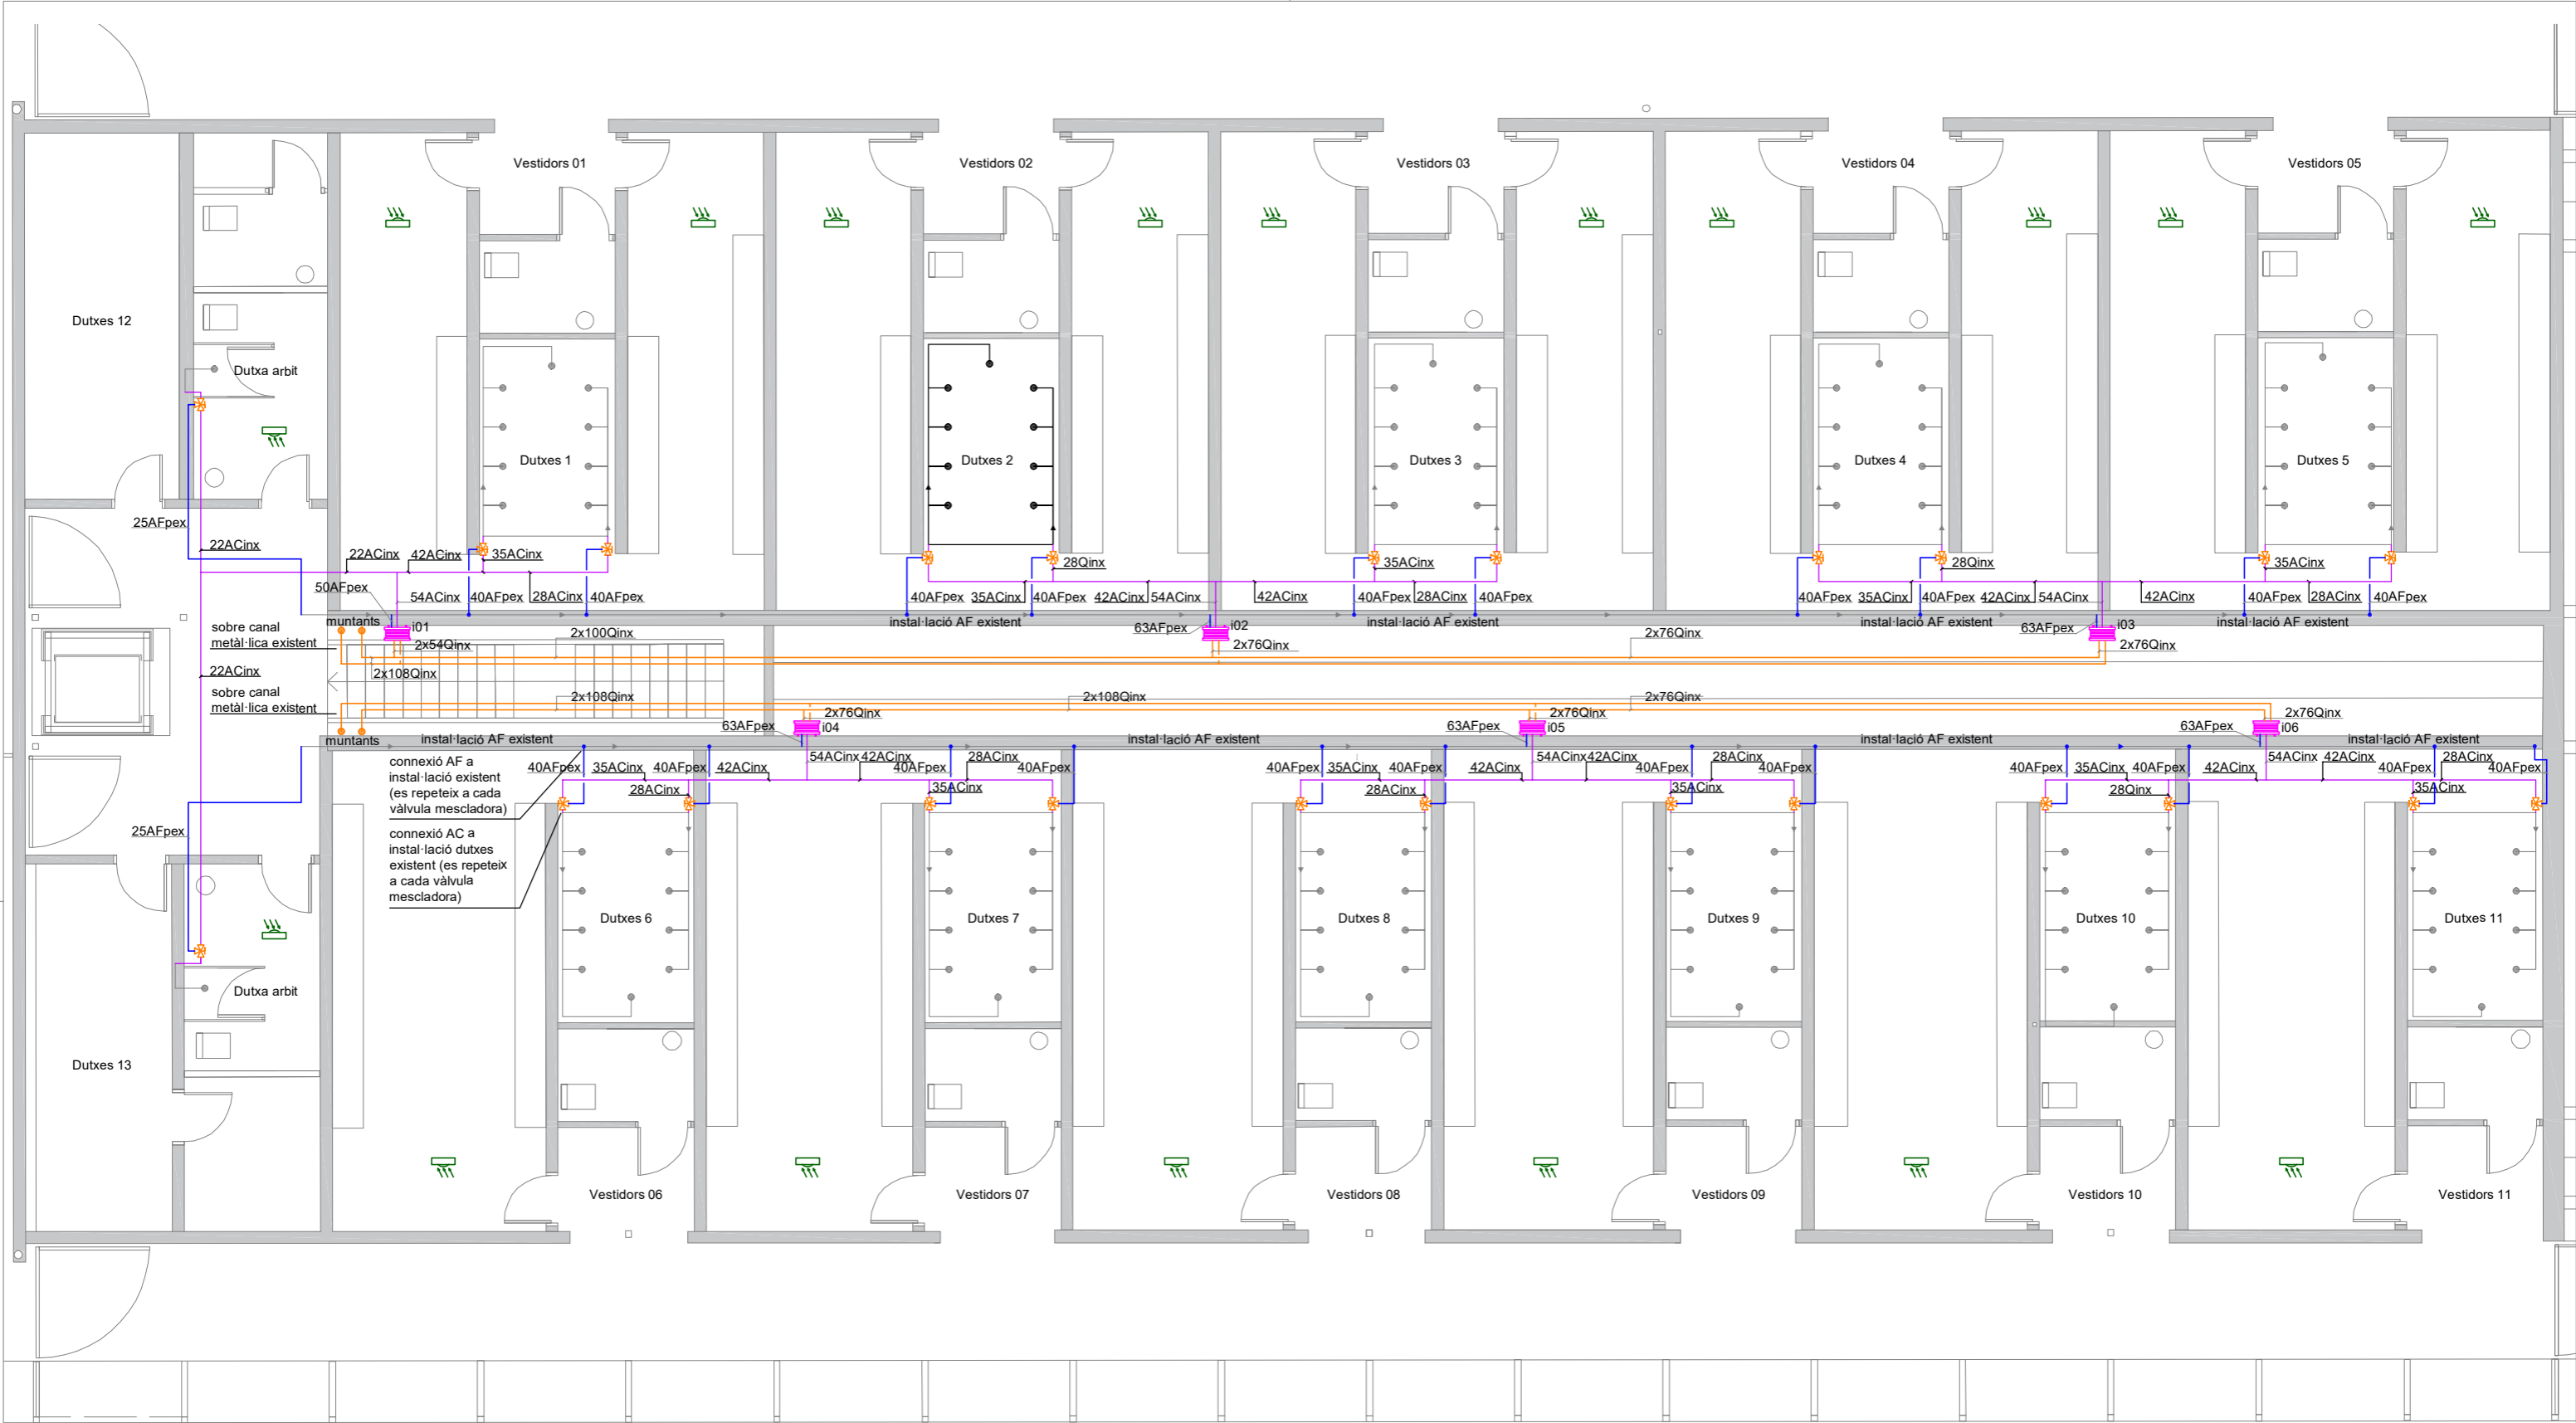 Vestidors 01
Vestidors 02
Vestidors 03
Vestidors 04
Vestidors 05
Dutxes 12
Dutxa arbit
Dutxes 1
Dutxes 2
Dutxes 3
Dutxes 4
Dutxes 5
25AFpex
22ACinx
22ACinx
42ACinx
35ACinx
28Qinx
35ACinx
28Qinx
35ACinx
50AFpex
54ACinx
40AFpex
28ACinx
40AFpex
40AFpex
35ACinx
40AFpex
42ACinx
54ACinx
42ACinx
40AFpex
28ACinx
40AFpex
40AFpex
35ACinx
40AFpex
42ACinx
54ACinx
42ACinx
40AFpex
28ACinx
40AFpex
muntants
instal·lació AF existent
instal·lació AF existent
instal·lació AF existent
instal·lació AF existent
sobre canal
metàl·lica existent
i01
2x100Qinx
63AFpex
i02
2x76Qinx
63AFpex
i03
2x54Qinx
2x76Qinx
2x76Qinx
22ACinx
2x108Qinx
sobre canal
metàl·lica existent
2x108Qinx
2x108Qinx
2x76Qinx
2x76Qinx
2x76Qinx
2x76Qinx
63AFpex
i04
63AFpex
i05
63AFpex
i06
muntants
instal·lació AF existent
instal·lació AF existent
instal·lació AF existent
instal·lació AF existent
connexió AF a
instal·lació existent
(es repeteix a cada
vàlvula mescladora)
40AFpex
35ACinx
40AFpex
42ACinx
54ACinx
42ACinx
40AFpex
28ACinx
40AFpex
40AFpex
35ACinx
40AFpex
42ACinx
54ACinx
42ACinx
40AFpex
28ACinx
40AFpex
40AFpex
35ACinx
40AFpex
42ACinx
54ACinx
42ACinx
40AFpex
28ACinx
40AFpex
28ACinx
35ACinx
28ACinx
35ACinx
28Qinx
35ACinx
25AFpex
connexió AC a
instal·lació dutxes
existent (es repeteix
a cada vàlvula
mescladora)
Dutxes 6
Dutxes 7
Dutxes 8
Dutxes 9
Dutxes 10
Dutxes 11
Dutxa arbit
Dutxes 13
Vestidors 06
Vestidors 07
Vestidors 08
Vestidors 09
Vestidors 10
Vestidors 11